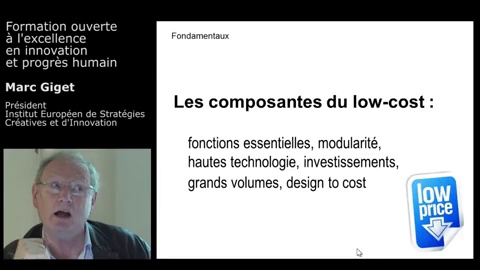 Formation ouverte
à l'excellence
en innovation
et progrès humain
Marc Giget
Président
Institut Européen de Stratégies
Créatives et d'Innovation
Fondamentaux
Les composantes du low-cost :
fonctions essentielles, modularité,
hautes technologie, investissements,
grands volumes, design to cost
low
price